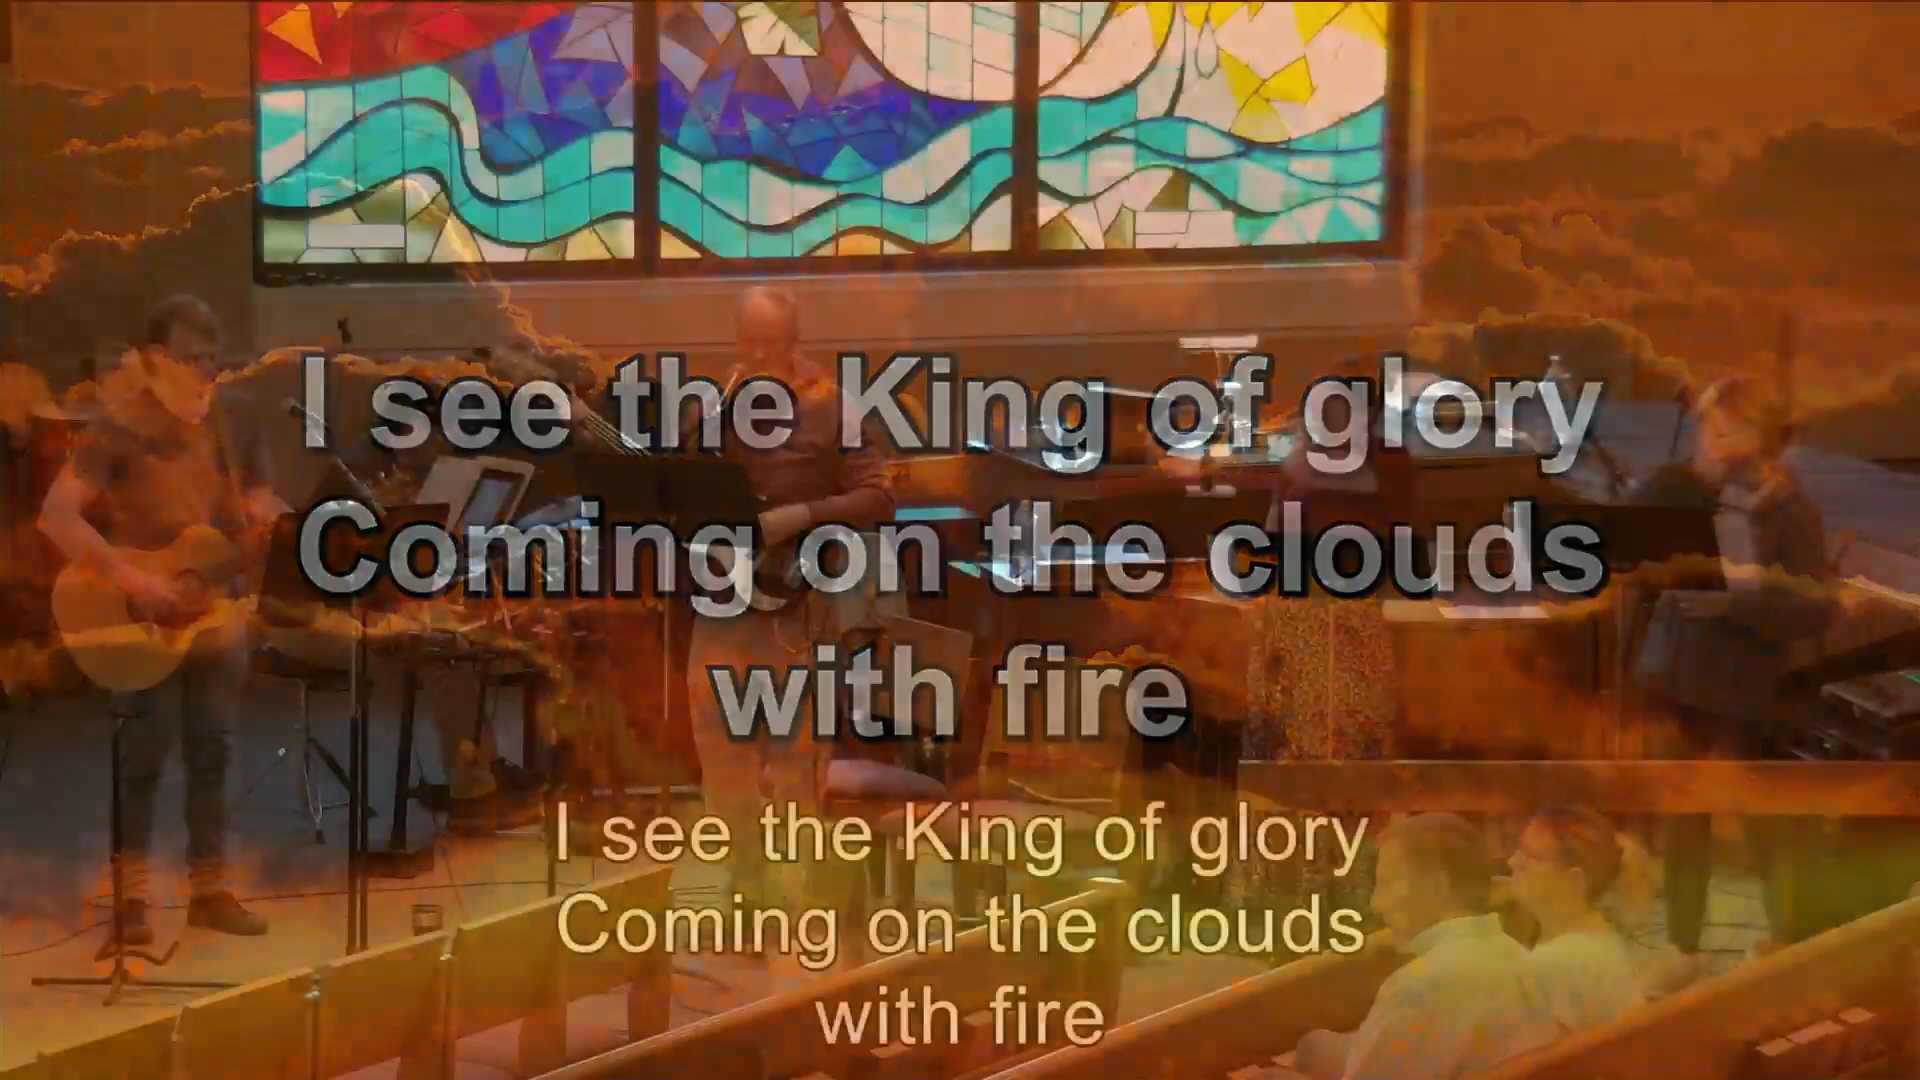 I see the King of glory
Coming on the clouds
with fire
I see the King of glory
Coming on the clouds
with fire